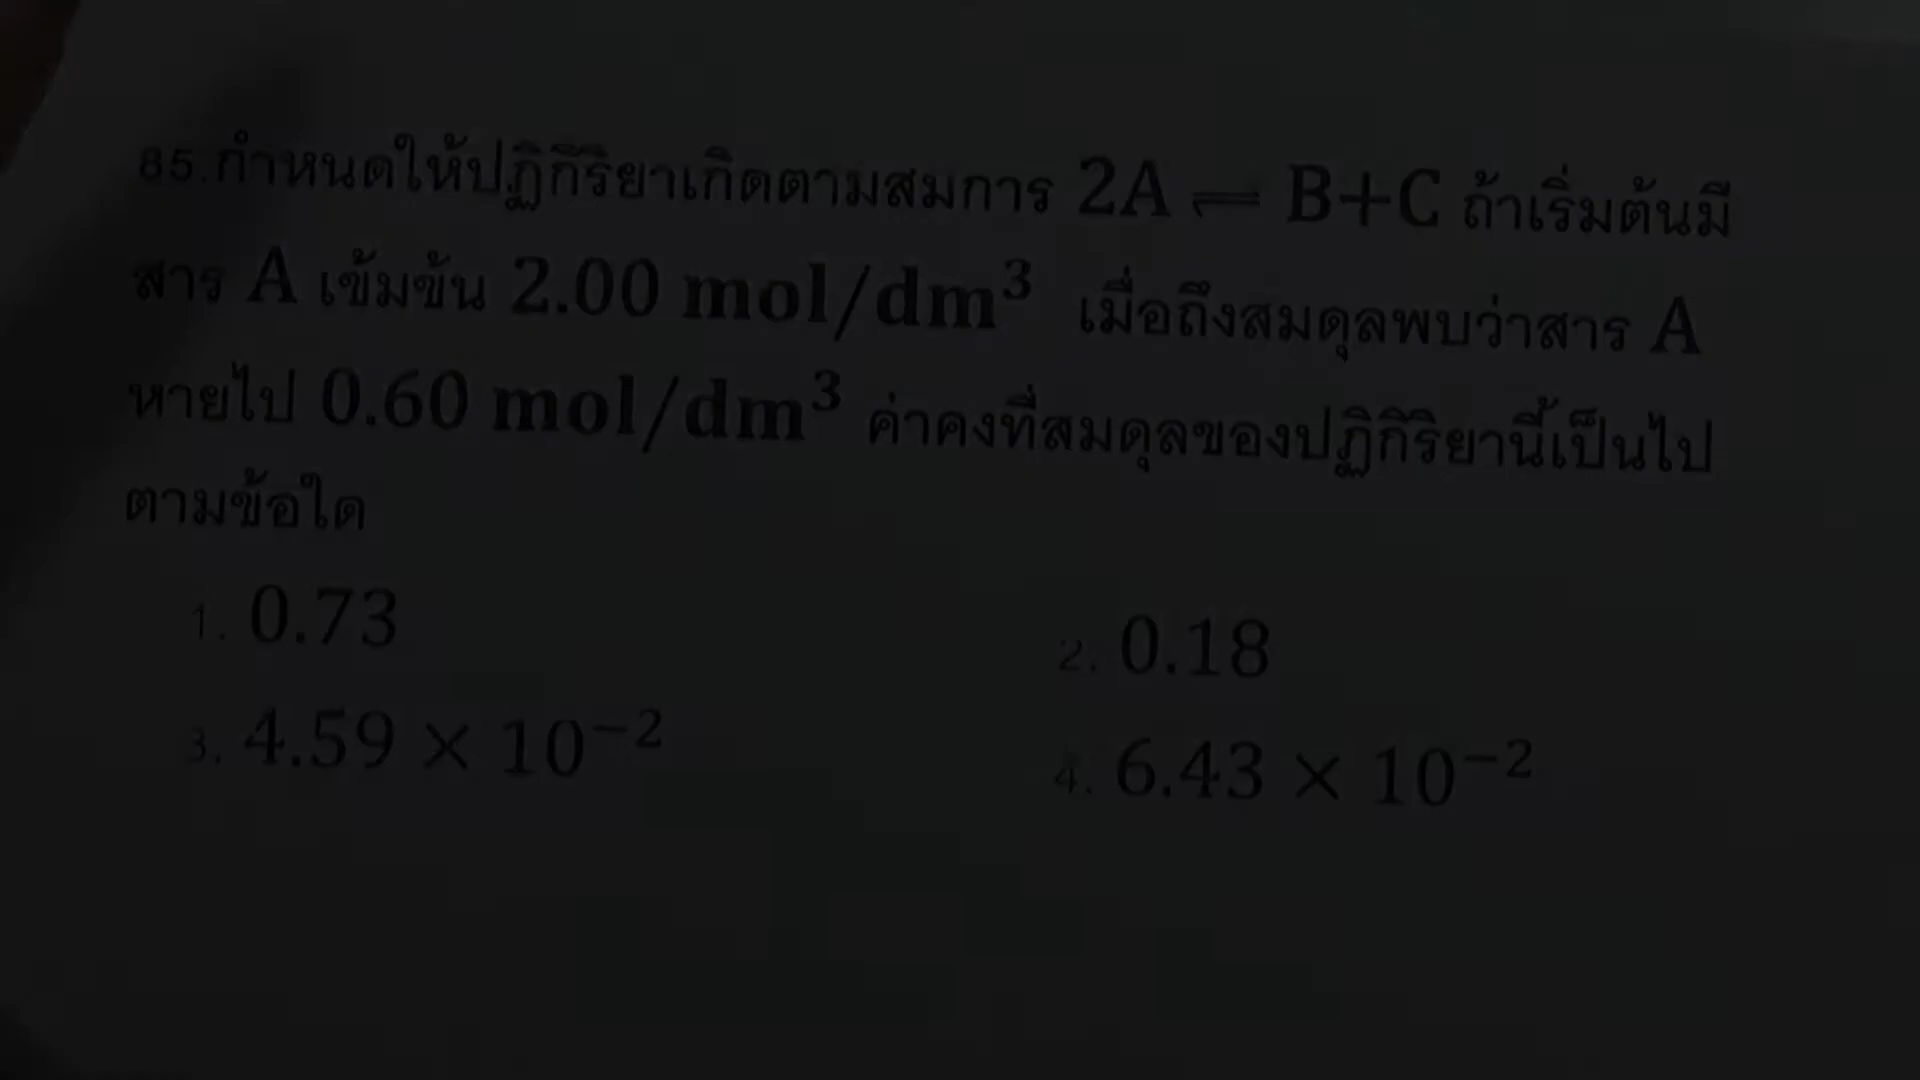 85.กำหนดให้ปฏิกิริยาเกิดตามสมการ 2A ⇌ B+C ถ้าเริ่มต้นมี
สาร A เข้มข้น 2.00 mol/dm³ เมื่อถึงสมดุลพบว่าสาร A
หายไป 0.60 mol/dm³ ค่าคงที่สมดุลของปฏิกิริยานี้เป็นไป
ตามข้อใด
1. 0.73 2. 0.18
3. 4.59 × 10⁻² 4. 6.43 × 10⁻²